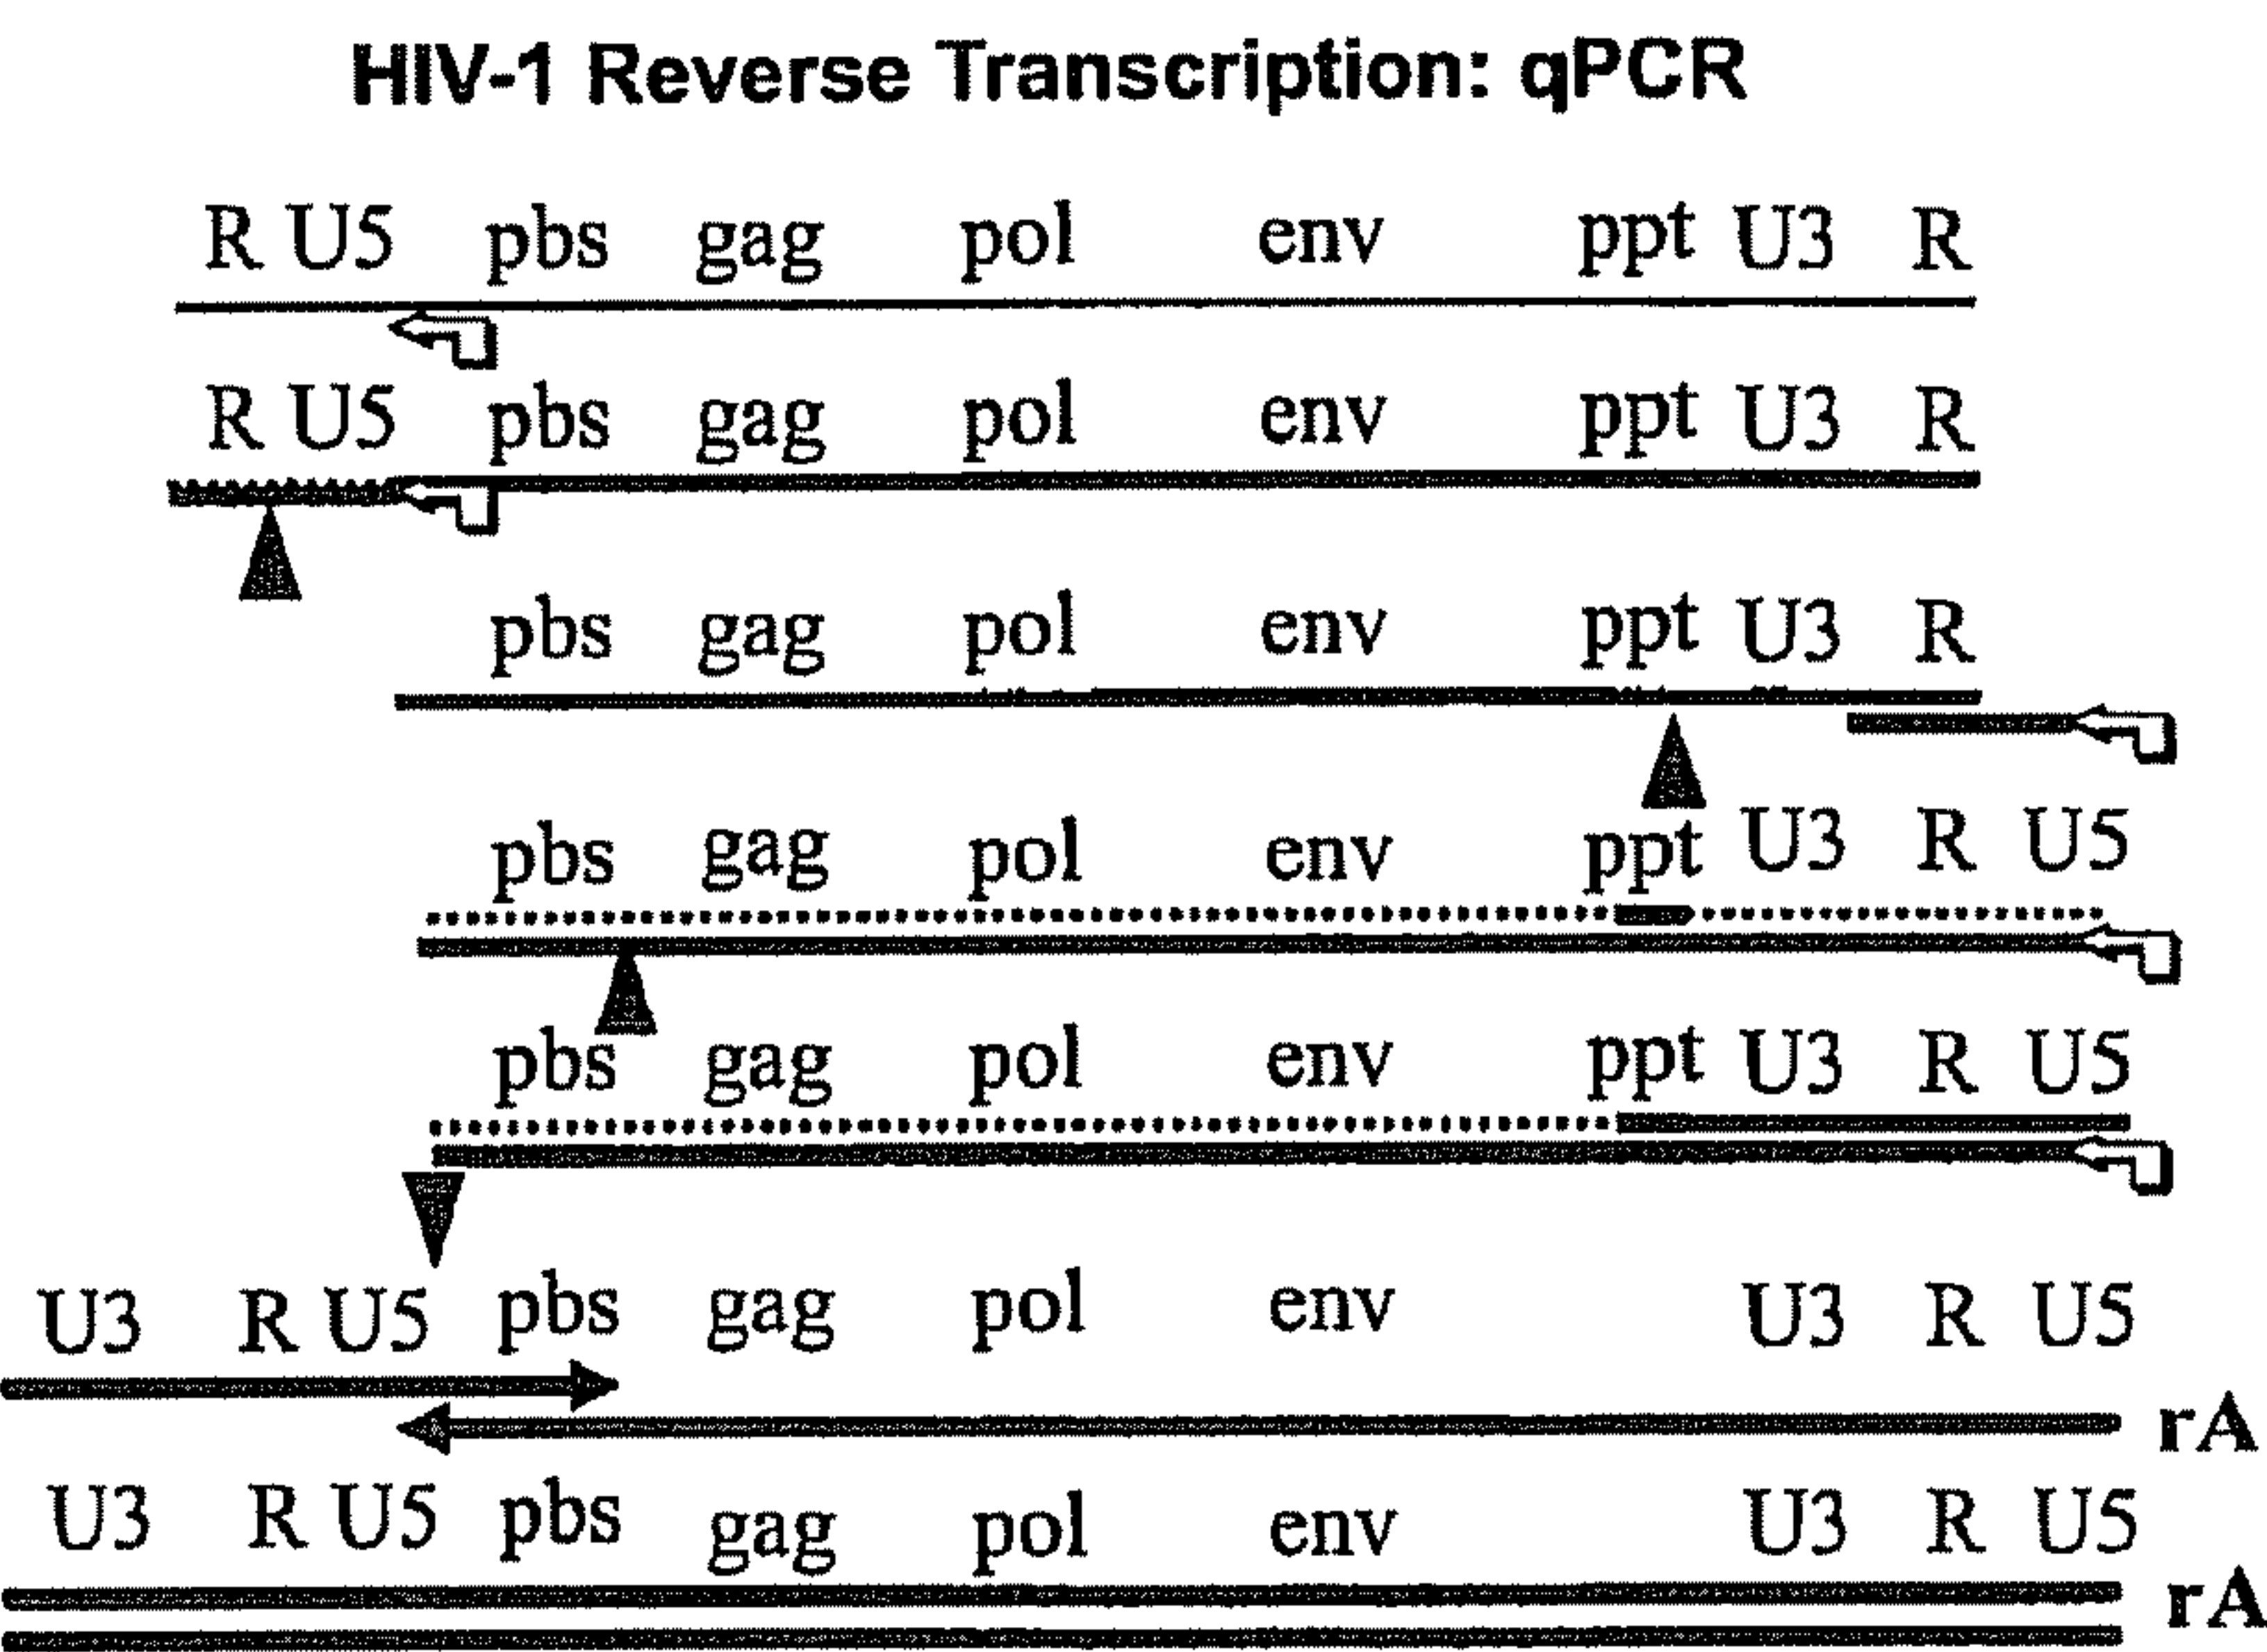 HIV-1 Reverse Transcription: qPCR
R U5 pbs gag pol env ppt U3 R
R U5 pbs gag pol env ppt U3 R
pbs gag pol env ppt U3 R
pbs gag pol env ppt U3 R U5
pbs gag pol env ppt U3 R U5
U3 R U5 pbs gag pol env U3 R U5
rA
U3 R U5 pbs gag pol env U3 R U5
rA